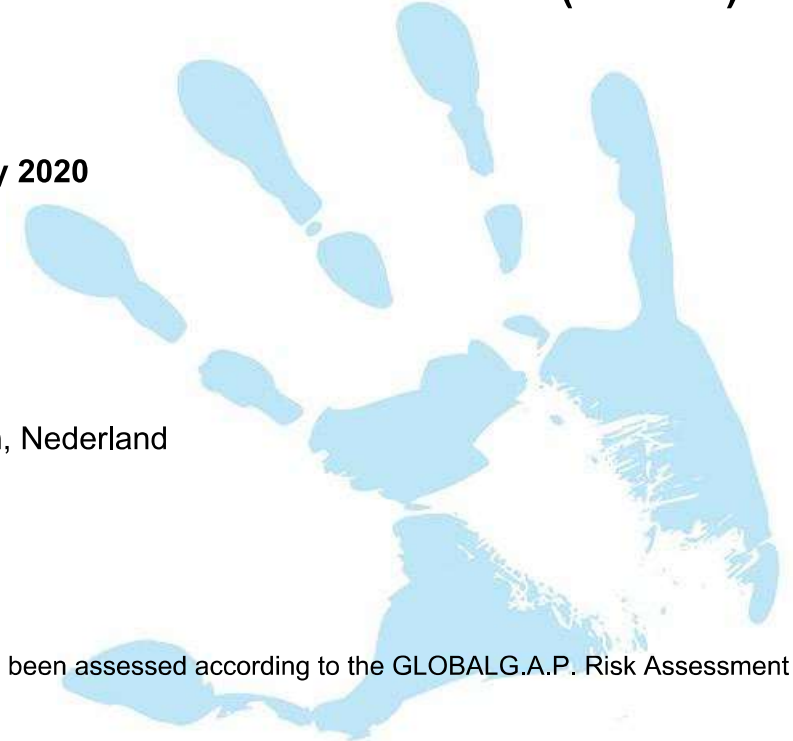 y 2020
, Nederland
been assessed according to the GLOBALG.A.P. Risk Assessment